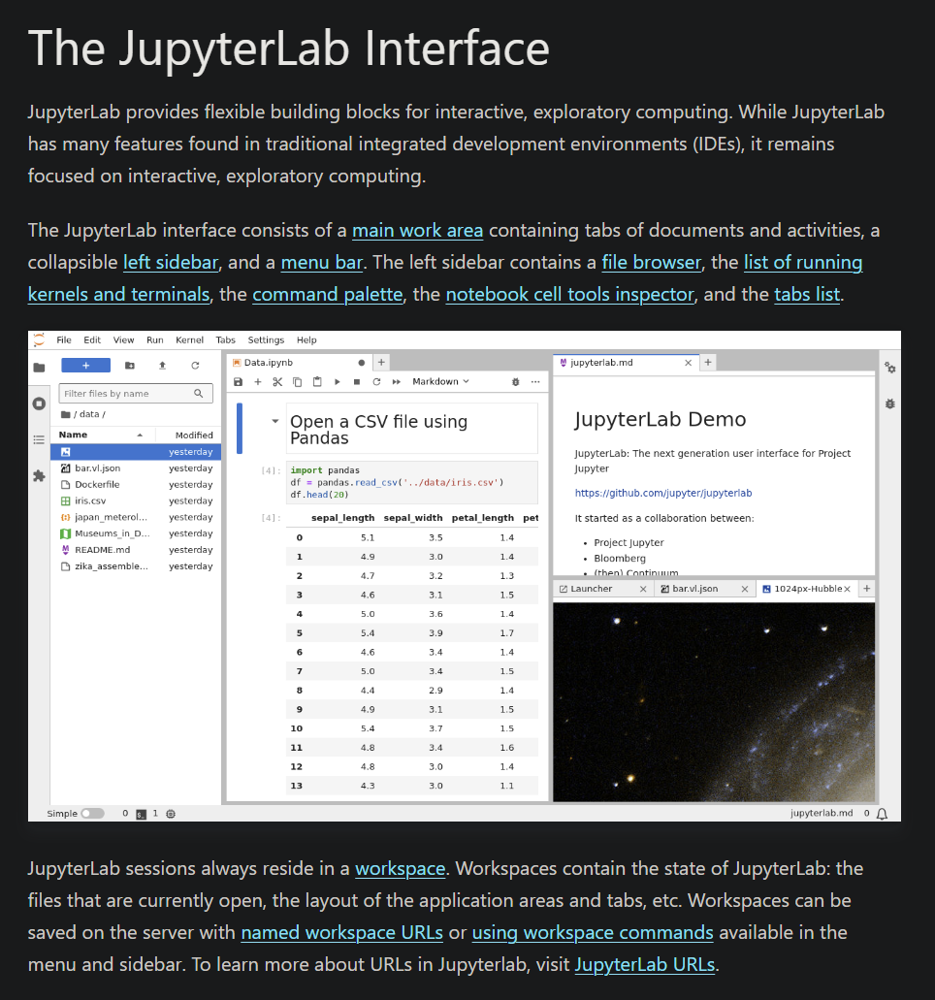 The JupyterLab Interface
JupyterLab provides flexible building blocks for interactive, exploratory computing. While JupyterLab
has many features found in traditional integrated development environments (IDEs), it remains
focused on interactive, exploratory computing.
The JupyterLab interface consists of a main work area containing tabs of documents and activities, a
collapsible left sidebar, and a menu bar. The left sidebar contains a file browser, the list of running
kernels and terminals, the command palette, the notebook cell tools inspector, and the tabs list.
File Edit View Run Kernel Tabs Settings Help
+
Filter files by name
/ data /
Name Modified
yesterday
bar.vl.json yesterday
Dockerfile yesterday
iris.csv yesterday
japan_meterol... yesterday
Museums_in_D... yesterday
README.md yesterday
zika_assemble... yesterday
Data.ipynb
Markdown
Open a CSV file using
Pandas
[4]: import pandas
df = pandas.read_csv('../data/iris.csv')
df.head(20)
[4]: sepal_length sepal_width petal_length pet
0 5.1 3.5 1.4
1 4.9 3.0 1.4
2 4.7 3.2 1.3
3 4.6 3.1 1.5
4 5.0 3.6 1.4
5 5.4 3.9 1.7
6 4.6 3.4 1.4
7 5.0 3.4 1.5
8 4.4 2.9 1.4
9 4.9 3.1 1.5
10 5.4 3.7 1.5
11 4.8 3.4 1.6
12 4.8 3.0 1.4
13 4.3 3.0 1.1
jupyterlab.md
JupyterLab Demo
JupyterLab: The next generation user interface for Project
Jupyter
https://github.com/jupyter/jupyterlab
It started as a collaboration between:
• Project Jupyter
• Bloomberg
• (then) Continuum
Launcher bar.vl.json 1024px-Hubble
Simple 0 1 jupyterlab.md 0
JupyterLab sessions always reside in a workspace. Workspaces contain the state of JupyterLab: the
files that are currently open, the layout of the application areas and tabs, etc. Workspaces can be
saved on the server with named workspace URLs or using workspace commands available in the
menu and sidebar. To learn more about URLs in Jupyterlab, visit JupyterLab URLs.